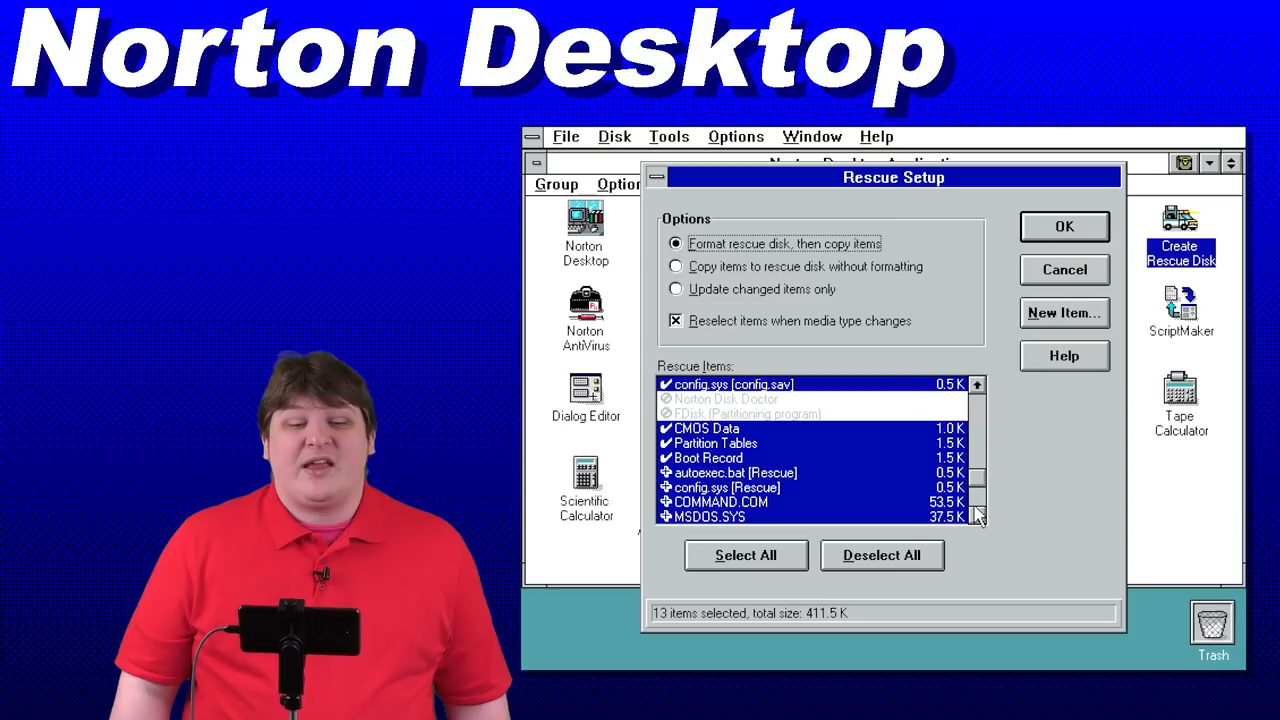 Norton Desktop
File Disk Tools Options Window Help
Group
Rescue Setup
Options
Format rescue disk, then copy items
Copy items to rescue disk without formatting
Update changed items only
Reselect items when media type changes
OK
Cancel
New Item...
Help
Rescue Items:
config.sys [config.sav] 0.5 K
Norton Disk Doctor
FDisk (Partitioning program)
CMOS Data 1.0 K
Partition Tables 1.5 K
Boot Record 1.5 K
autoexec.bat [Rescue] 0.5 K
config.sys [Rescue] 0.5 K
COMMAND.COM 53.5 K
MSDOS.SYS 37.5 K
Select All
Deselect All
13 items selected, total size: 411.5 K
Norton
Desktop
Norton
AntiVirus
Dialog Editor
Scientific
Calculator
Create
Rescue Disk
ScriptMaker
Tape
Calculator
Trash